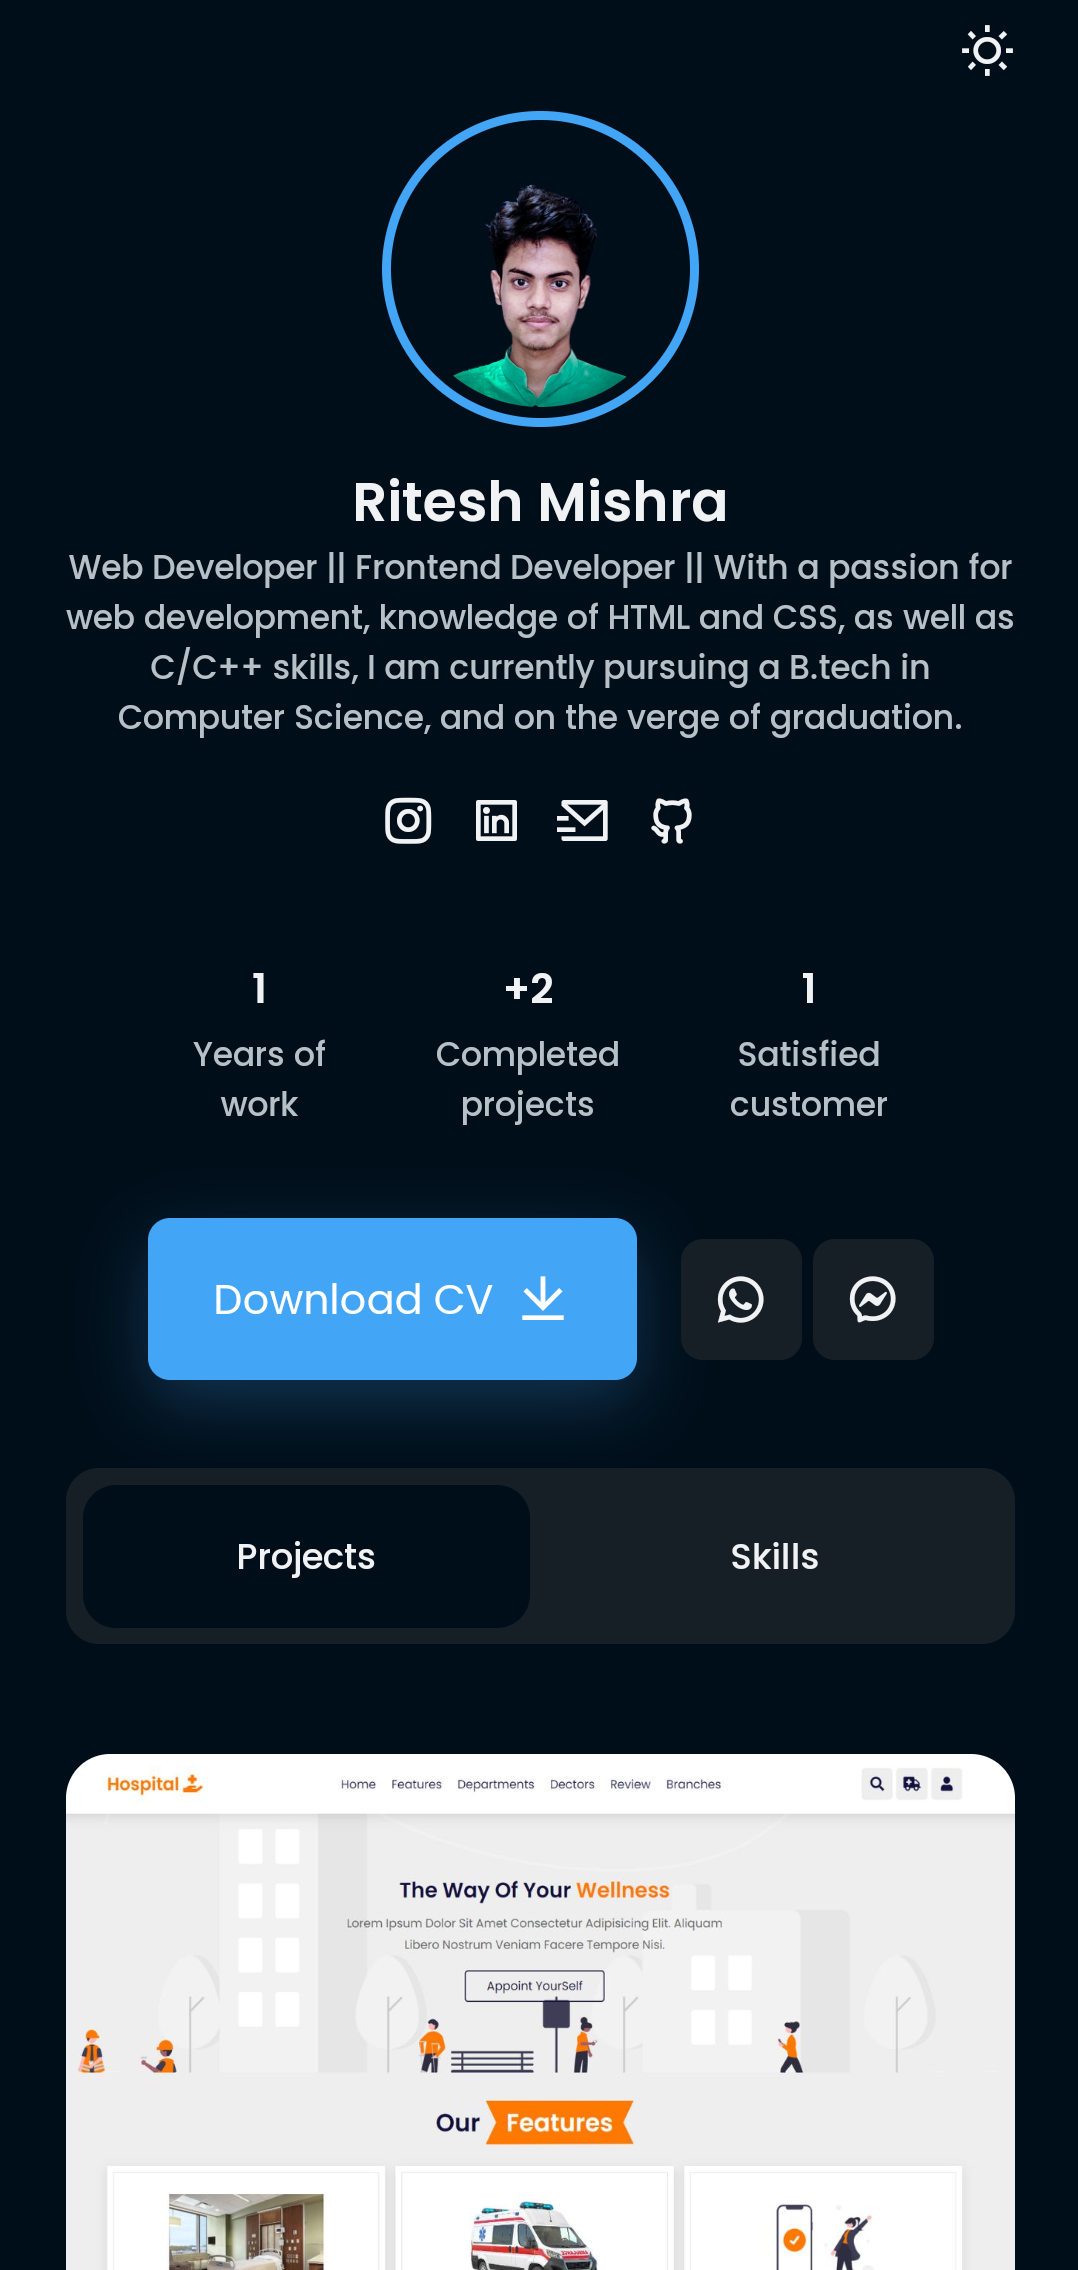 Ritesh Mishra
Web Developer || Frontend Developer || With a passion for
web development, knowledge of HTML and CSS, as well as
C/C++ skills, I am currently pursuing a B.tech in
Computer Science, and on the verge of graduation.
1
Years of
work
+2
Completed
projects
1
Satisfied
customer
Download CV
Projects
Skills
Hospital
Home Features Departments Dectors Review Branches
The Way Of Your Wellness
Lorem Ipsum Dolor Sit Amet Consectetur Adipisicing Elit. Aliquam
Libero Nostrum Veniam Facere Tempore Nisi.
Appoint YourSelf
Our Features